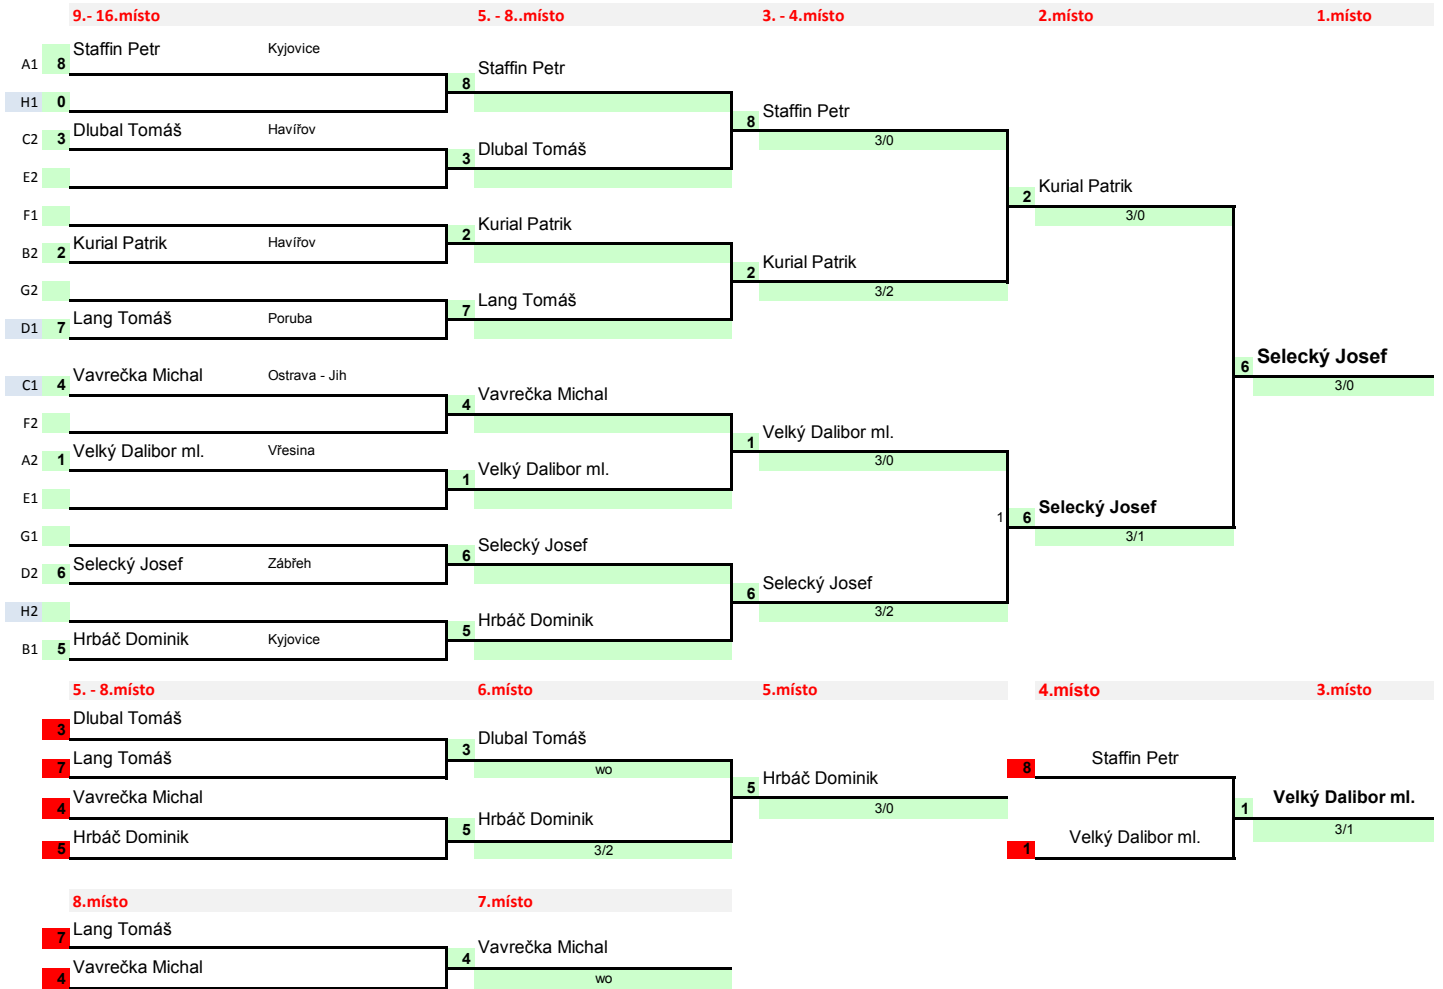 9.- 16.místo 5. - 8..místo 3. - 4.místo 2.místo 1.místo
Staffin Petr Kyjovice
A1 8
Staffin Petr
8
H1 0
Staffin Petr
8
Dlubal Tomáš Havířov
C2 3
3/0
Dlubal Tomáš
3
E2
Kurial Patrik
2
F1
3/0
Kurial Patrik
2
Kurial Patrik Havířov
B2 2
Kurial Patrik
2
G2
3/2
Lang Tomáš
7
Lang Tomáš Poruba
D1 7
Selecký Josef
6
Vavrečka Michal Ostrava - Jih
C1 4
3/0
Vavrečka Michal
4
F2
Velký Dalibor ml.
1
Velký Dalibor ml. Vřesina
A2 1
3/0
Velký Dalibor ml.
1
E1
Selecký Josef
1 6
G1
3/1
Selecký Josef
6
Selecký Josef Zábřeh
D2 6
Selecký Josef
6
H2
3/2
Hrbáč Dominik
5
Hrbáč Dominik Kyjovice
B1 5
5. - 8.místo 6.místo 5.místo 4.místo 3.místo
Dlubal Tomáš
3
Dlubal Tomáš
3
Lang Tomáš
7
wo
Staffin Petr
8
Hrbáč Dominik
5
Vavrečka Michal
4
3/0
Velký Dalibor ml.
1
3/1
Hrbáč Dominik
5
Hrbáč Dominik
5
3/2
Velký Dalibor ml.
1
8.místo 7.místo
Lang Tomáš
7
Vavrečka Michal
4
Vavrečka Michal
4
wo